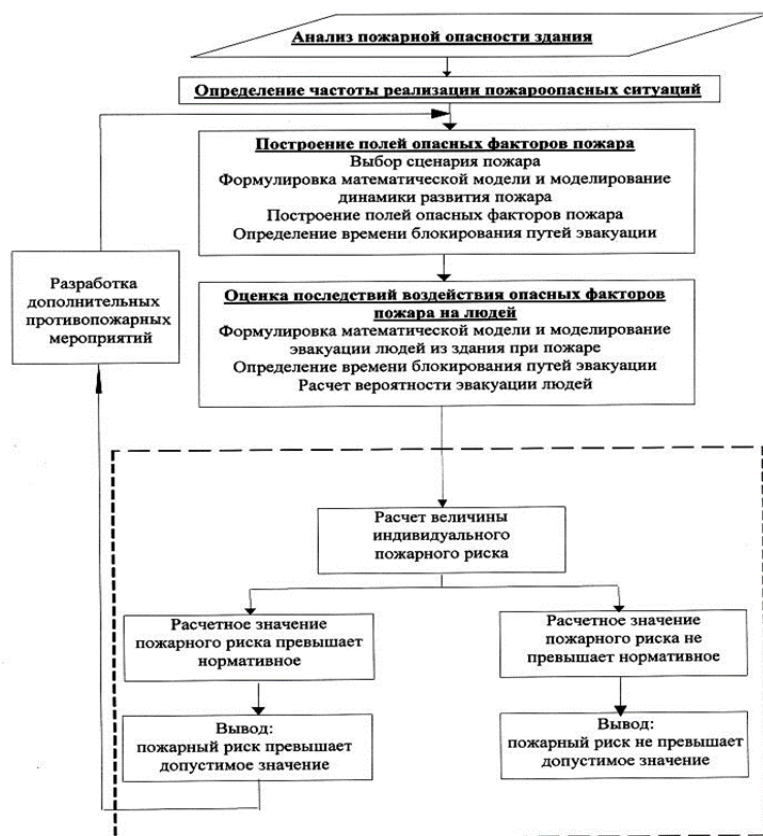 Анализ пожарной опасности здания
Определение частоты реализации пожароопасных ситуаций
Построение полей опасных факторов пожара
Выбор сценария пожара
Формулировка математической модели и моделирование
динамики развития пожара
Построение полей опасных факторов пожара
Определение времени блокирования путей эвакуации
Разработка
дополнительных
противопожарных
мероприятий
Оценка последствий воздействия опасных факторов
пожара на людей
Формулировка математической модели и моделирование
эвакуации людей из здания при пожаре
Определение времени блокирования путей эвакуации
Расчет вероятности эвакуации людей
Расчет величины
индивидуального
пожарного риска
Расчетное значение
пожарного риска превышает
нормативное
Расчетное значение
пожарного риска не
превышает нормативное
Вывод:
пожарный риск превышает
допустимое значение
Вывод:
пожарный риск не превышает
допустимое значение